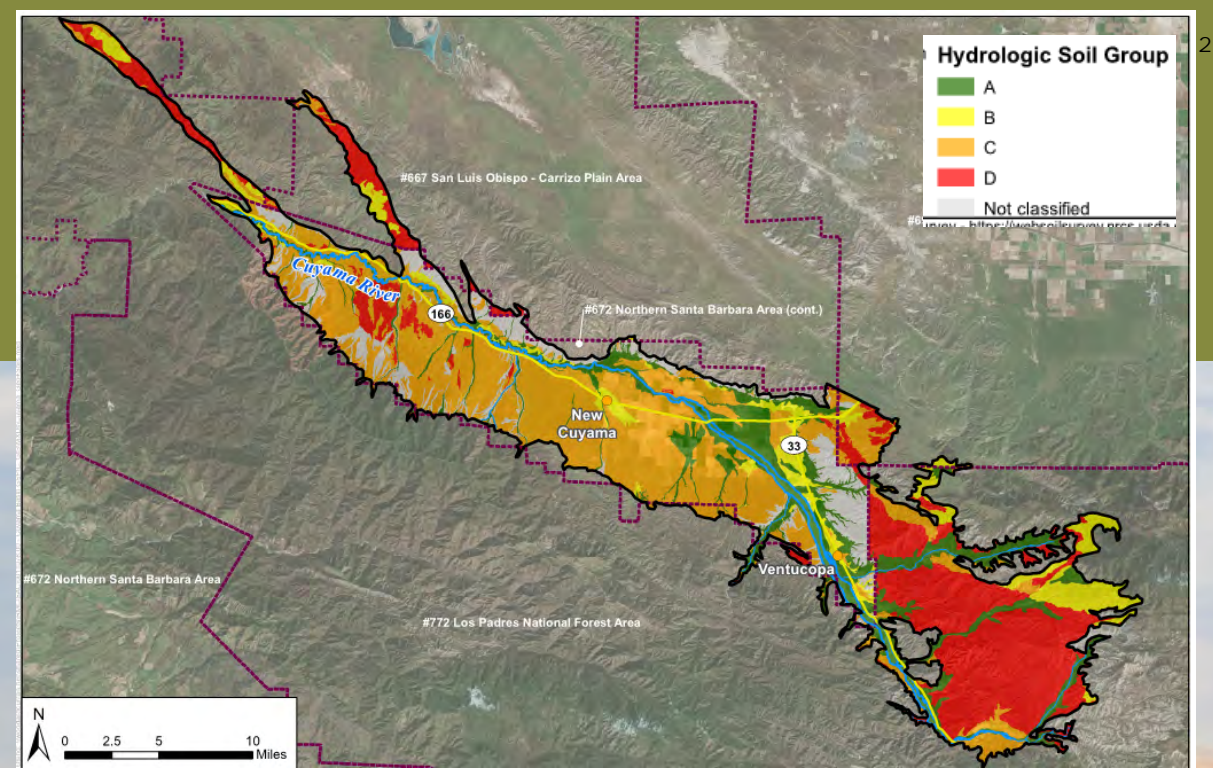 2
Hydrologic Soil Group
A
B
C
D
Not classified
#667 San Luis Obispo - Carrizo Plain Area
Cuyama River
166
#672 Northern Santa Barbara Area (cont.)
New
Cuyama
33
Ventucopa
#672 Northern Santa Barbara Area
#772 Los Padres National Forest Area
N
0 2.5 5 10
Miles